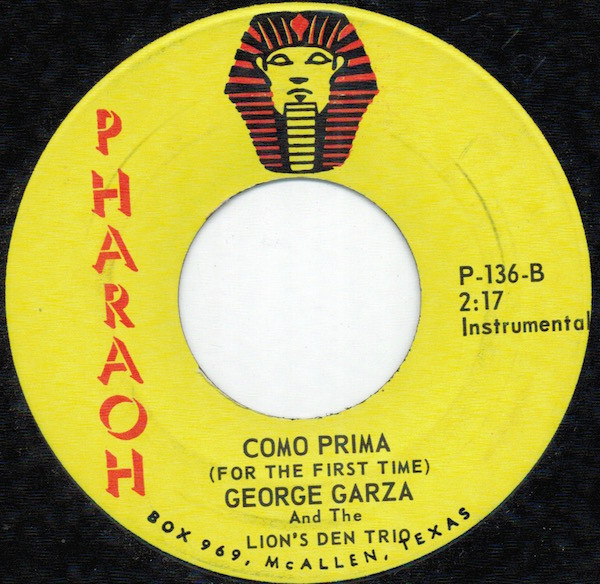 PHARAOH
P-136-B
2:17
Instrumental
COMO PRIMA
(FOR THE FIRST TIME)
GEORGE GARZA
And The
LION'S DEN TRIO
BOX 969, McALLEN, TEXAS